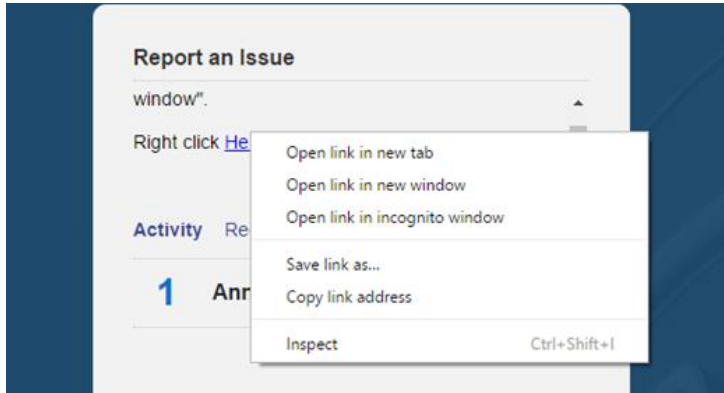 Report an Issue
window".
Right click He
Open link in new tab
Open link in new window
Open link in incognito window
Activity Re
Save link as...
1 Ann
Copy link address
Inspect Ctrl+Shift+I